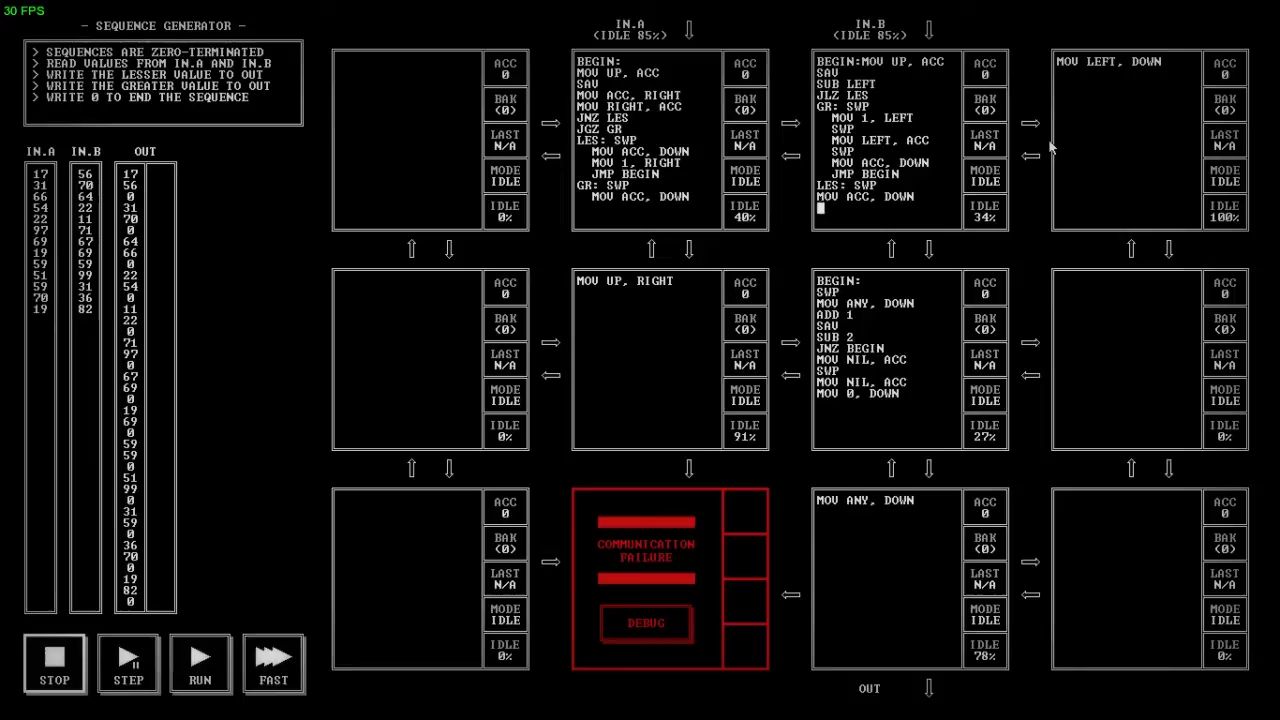 30 FPS
- SEQUENCE GENERATOR -
> SEQUENCES ARE ZERO-TERMINATED
> READ VALUES FROM IN.A AND IN.B
> WRITE THE LESSER VALUE TO OUT
> WRITE THE GREATER VALUE TO OUT
> WRITE 0 TO END THE SEQUENCE
IN.A IN.B OUT
17 56 17
31 70 56
66 64 0
54 22 31
22 11 70
97 71 0
69 67 64
19 69 66
59 59 0
51 99 22
59 31 54
70 36 0
19 82 11
22
0
71
97
0
67
69
0
19
69
0
59
59
0
51
99
0
31
59
0
36
70
0
19
82
0
STOP
STEP
RUN
FAST
IN.A
(IDLE 85%)
IN.B
(IDLE 85%)
ACC
0
BAK
(0)
LAST
N/A
MODE
IDLE
IDLE
0%
BEGIN:
MOV UP, ACC
SAV
MOV ACC, RIGHT
MOV RIGHT, ACC
JNZ LES
JGZ GR
LES: SWP
MOV ACC, DOWN
MOV 1, RIGHT
JMP BEGIN
GR: SWP
MOV ACC, DOWN
ACC
0
BAK
(0)
LAST
N/A
MODE
IDLE
IDLE
40%
BEGIN:MOV UP, ACC
SAV
SUB LEFT
JLZ LES
GR: SWP
MOV 1, LEFT
SWP
MOV LEFT, ACC
SWP
MOV ACC, DOWN
JMP BEGIN
LES: SWP
MOV ACC, DOWN
ACC
0
BAK
(0)
LAST
N/A
MODE
IDLE
IDLE
34%
MOV LEFT, DOWN
ACC
0
BAK
(0)
LAST
N/A
MODE
IDLE
IDLE
100%
ACC
0
BAK
(0)
LAST
N/A
MODE
IDLE
IDLE
0%
MOV UP, RIGHT
ACC
0
BAK
(0)
LAST
N/A
MODE
IDLE
IDLE
91%
BEGIN:
SWP
MOV ANY, DOWN
ADD 1
SAV
SUB 2
JNZ BEGIN
MOV NIL, ACC
SWP
MOV NIL, ACC
MOV 0, DOWN
ACC
0
BAK
(0)
LAST
N/A
MODE
IDLE
IDLE
27%
ACC
0
BAK
(0)
LAST
N/A
MODE
IDLE
IDLE
0%
ACC
0
BAK
(0)
LAST
N/A
MODE
IDLE
IDLE
0%
COMMUNICATION
FAILURE
DEBUG
MOV ANY, DOWN
ACC
0
BAK
(0)
LAST
N/A
MODE
IDLE
IDLE
78%
ACC
0
BAK
(0)
LAST
N/A
MODE
IDLE
IDLE
0%
OUT